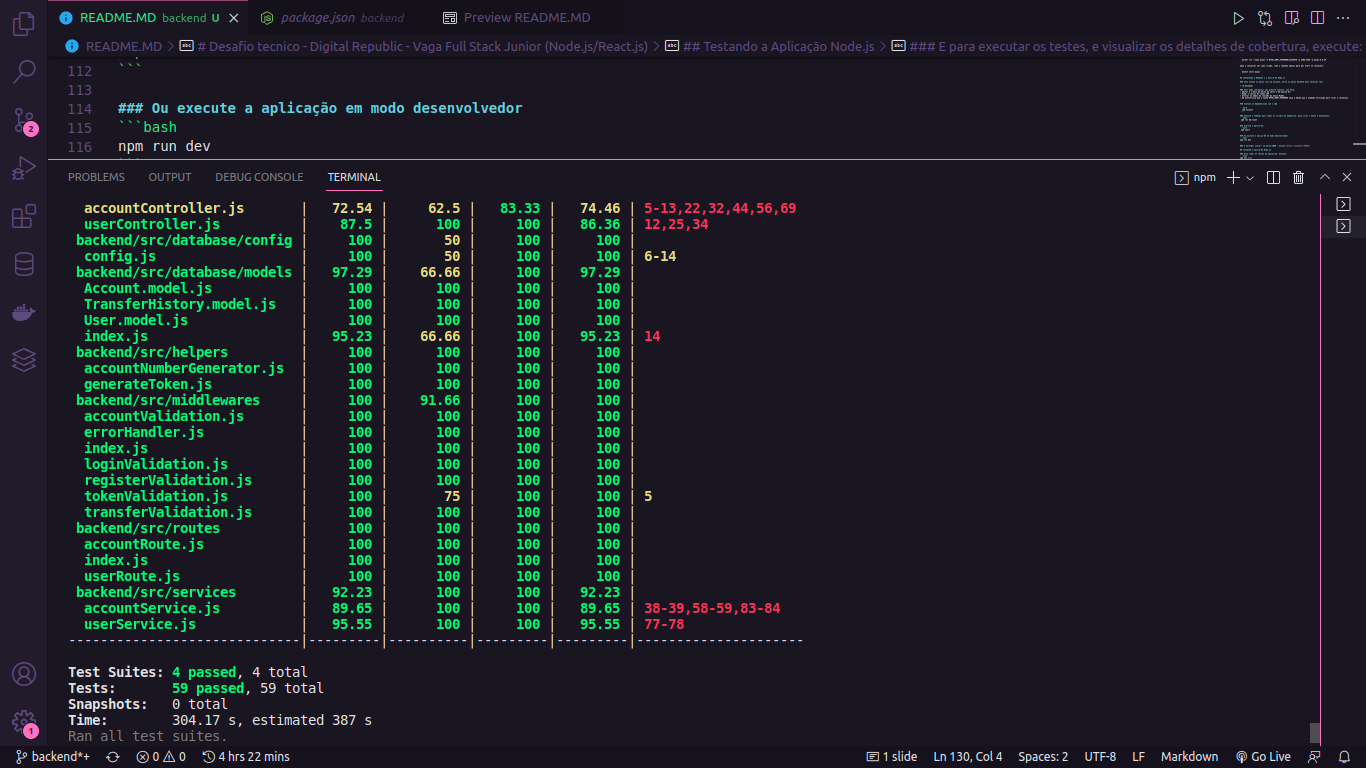 README.MD backend U
package.json backend
Preview README.MD
README.MD > # Desafio tecnico - Digital Republic - Vaga Full Stack Junior (Node.js/React.js) > ## Testando a Aplicação Node.js > ### E para executar os testes, e visualizar os detalhes de cobertura, execute:
112 ```
113
114 ### Ou execute a aplicação em modo desenvolvedor
115 ```bash
116 npm run dev
PROBLEMS OUTPUT DEBUG CONSOLE TERMINAL
npm
accountController.js | 72.54 | 62.5 | 83.33 | 74.46 | 5-13,22,32,44,56,69
userController.js | 87.5 | 100 | 100 | 86.36 | 12,25,34
backend/src/database/config | 100 | 50 | 100 | 100 |
config.js | 100 | 50 | 100 | 100 | 6-14
backend/src/database/models | 97.29 | 66.66 | 100 | 97.29 |
Account.model.js | 100 | 100 | 100 | 100 |
TransferHistory.model.js | 100 | 100 | 100 | 100 |
User.model.js | 100 | 100 | 100 | 100 |
index.js | 95.23 | 66.66 | 100 | 95.23 | 14
backend/src/helpers | 100 | 100 | 100 | 100 |
accountNumberGenerator.js | 100 | 100 | 100 | 100 |
generateToken.js | 100 | 100 | 100 | 100 |
backend/src/middlewares | 100 | 91.66 | 100 | 100 |
accountValidation.js | 100 | 100 | 100 | 100 |
errorHandler.js | 100 | 100 | 100 | 100 |
index.js | 100 | 100 | 100 | 100 |
loginValidation.js | 100 | 100 | 100 | 100 |
registerValidation.js | 100 | 100 | 100 | 100 |
tokenValidation.js | 100 | 75 | 100 | 100 | 5
transferValidation.js | 100 | 100 | 100 | 100 |
backend/src/routes | 100 | 100 | 100 | 100 |
accountRoute.js | 100 | 100 | 100 | 100 |
index.js | 100 | 100 | 100 | 100 |
userRoute.js | 100 | 100 | 100 | 100 |
backend/src/services | 92.23 | 100 | 100 | 92.23 |
accountService.js | 89.65 | 100 | 100 | 89.65 | 38-39,58-59,83-84
userService.js | 95.55 | 100 | 100 | 95.55 | 77-78
-----------------------------|---------|----------|---------|---------|---------------------
Test Suites: 4 passed, 4 total
Tests: 59 passed, 59 total
Snapshots: 0 total
Time: 304.17 s, estimated 387 s
Ran all test suites.
2
1
backend*+ 0 0 4 hrs 22 mins 1 slide Ln 130, Col 4 Spaces: 2 UTF-8 LF Markdown Go Live